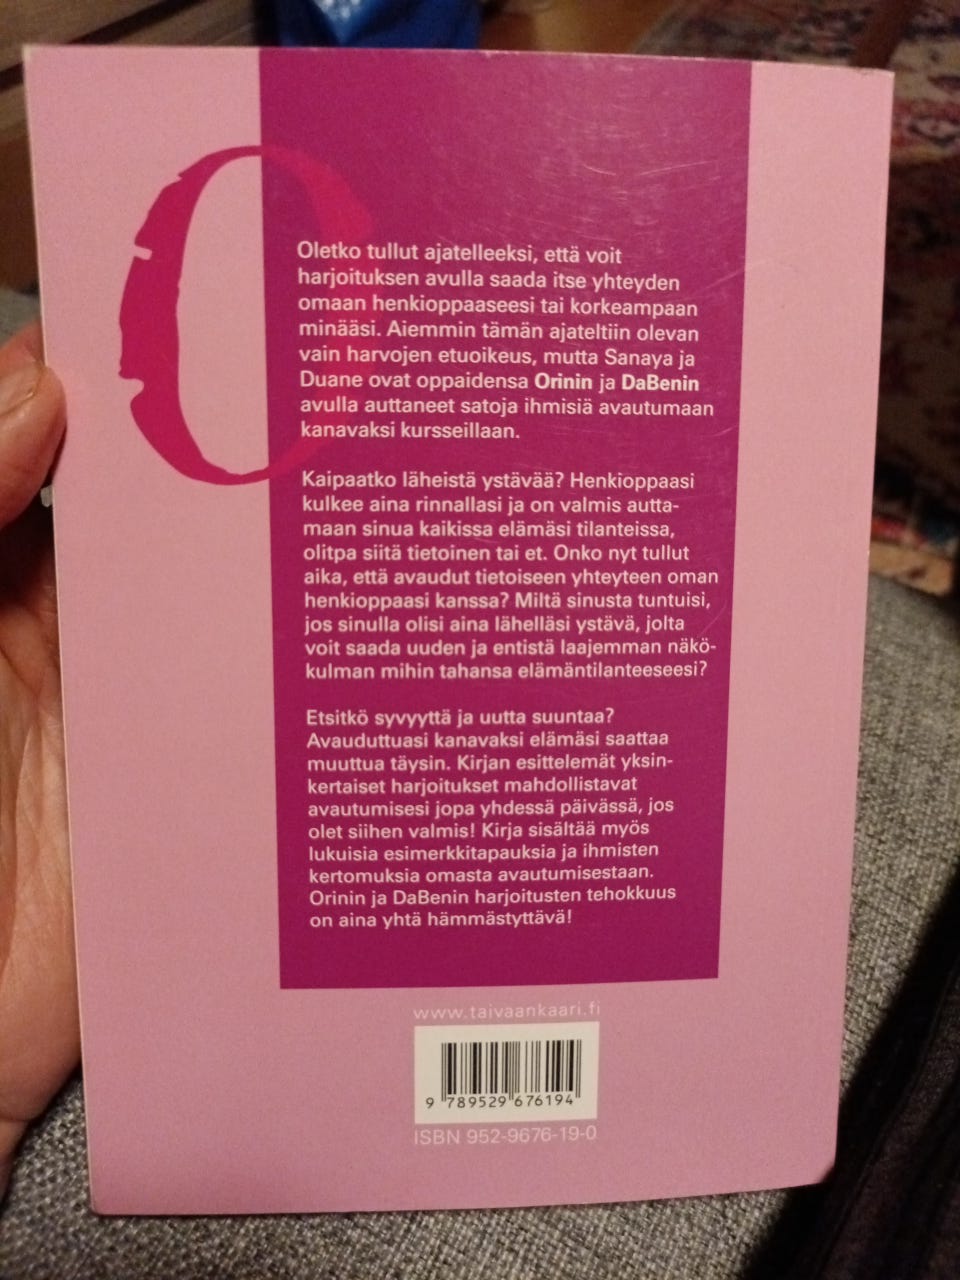 O
Oletko tullut ajatelleeksi, että voit
harjoituksen avulla saada itse yhteyden
omaan henkioppaaseesi tai korkeampaan
minääsi. Aiemmin tämän ajateltiin olevan
vain harvojen etuoikeus, mutta Sanaya ja
Duane ovat oppaidensa Orinin ja DaBenin
avulla auttaneet satoja ihmisiä avautumaan
kanavaksi kursseillaan.
Kaipaatko läheistä ystävää? Henkioppaasi
kulkee aina rinnallasi ja on valmis autta-
maan sinua kaikissa elämäsi tilanteissa,
olitpa siitä tietoinen tai et. Onko nyt tullut
aika, että avaudut tietoiseen yhteyteen oman
henkioppaasi kanssa? Miltä sinusta tuntuisi,
jos sinulla olisi aina lähelläsi ystävä, jolta
voit saada uuden ja entistä laajemman näkö-
kulman mihin tahansa elämäntilanteeseesi?
Etsitkö syvyyttä ja uutta suuntaa?
Avauduttuasi kanavaksi elämäsi saattaa
muuttua täysin. Kirjan esittelemät yksin-
kertaiset harjoitukset mahdollistavat
avautumisesi jopa yhdessä päivässä, jos
olet siihen valmis! Kirja sisältää myös
lukuisia esimerkkitapauksia ja ihmisten
kertomuksia omasta avautumisestaan.
Orinin ja DaBenin harjoitusten tehokkuus
on aina yhtä hämmästyttävä!
www.taivaankaari.fi
9 789529 676194
ISBN 952-9676-19-0